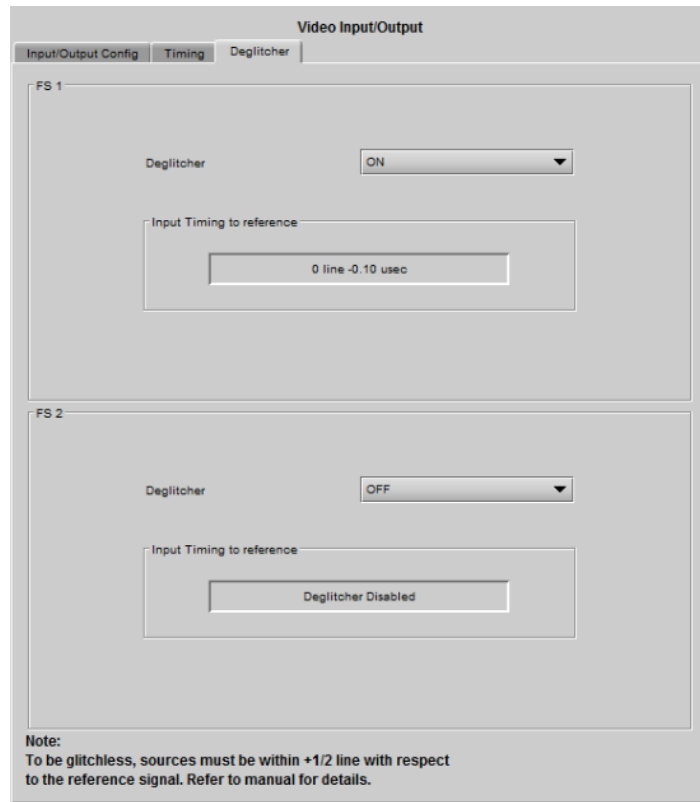 Video Input/Output
Input/Output Config Timing Deglitcher
FS 1
Deglitcher ON
Input Timing to reference
0 line -0.10 usec
FS 2
Deglitcher OFF
Input Timing to reference
Deglitcher Disabled
Note:
To be glitchless, sources must be within +1/2 line with respect
to the reference signal. Refer to manual for details.